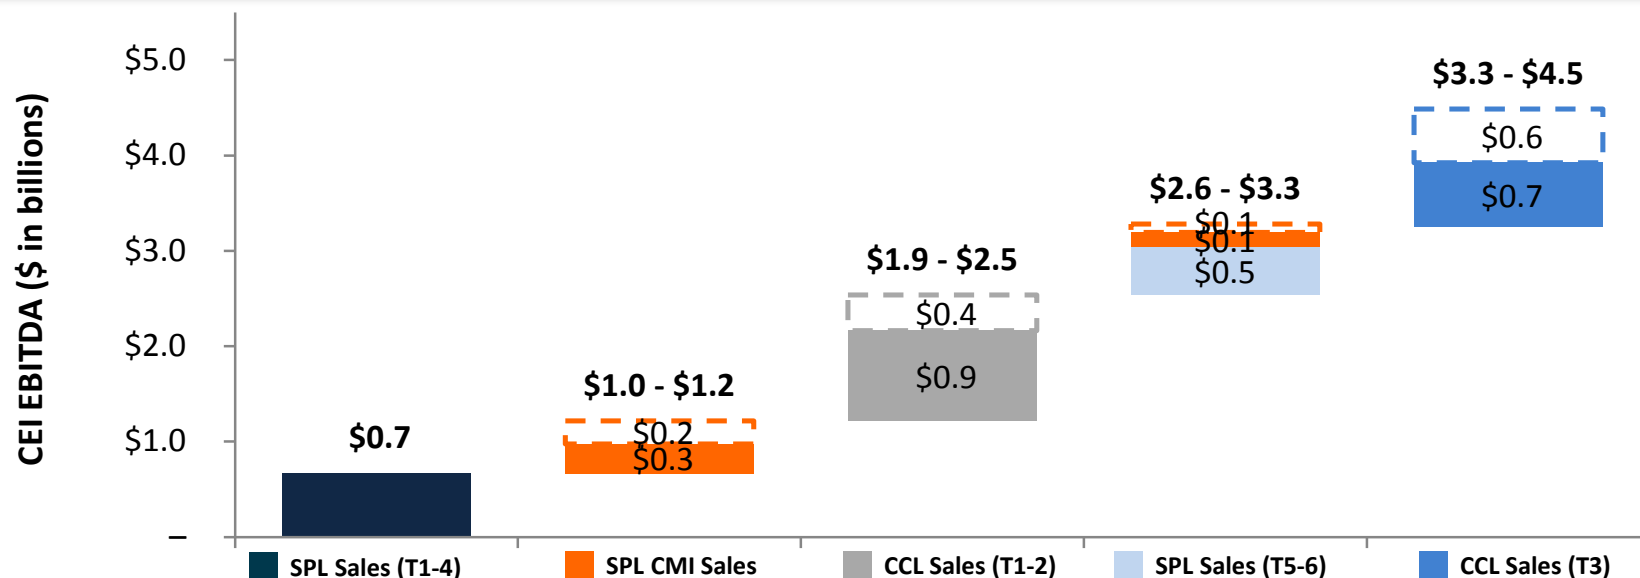 CEI EBITDA ($ in billions)
$5.0
$4.0
$3.0
$2.0
$1.0
–
$0.7
$1.0 - $1.2
$0.2
$0.3
$1.9 - $2.5
$0.4
$0.9
$2.6 - $3.3
$0.1
$0.1
$0.5
$3.3 - $4.5
$0.6
$0.7
SPL Sales (T1-4)
SPL CMI Sales
CCL Sales (T1-2)
SPL Sales (T5-6)
CCL Sales (T3)